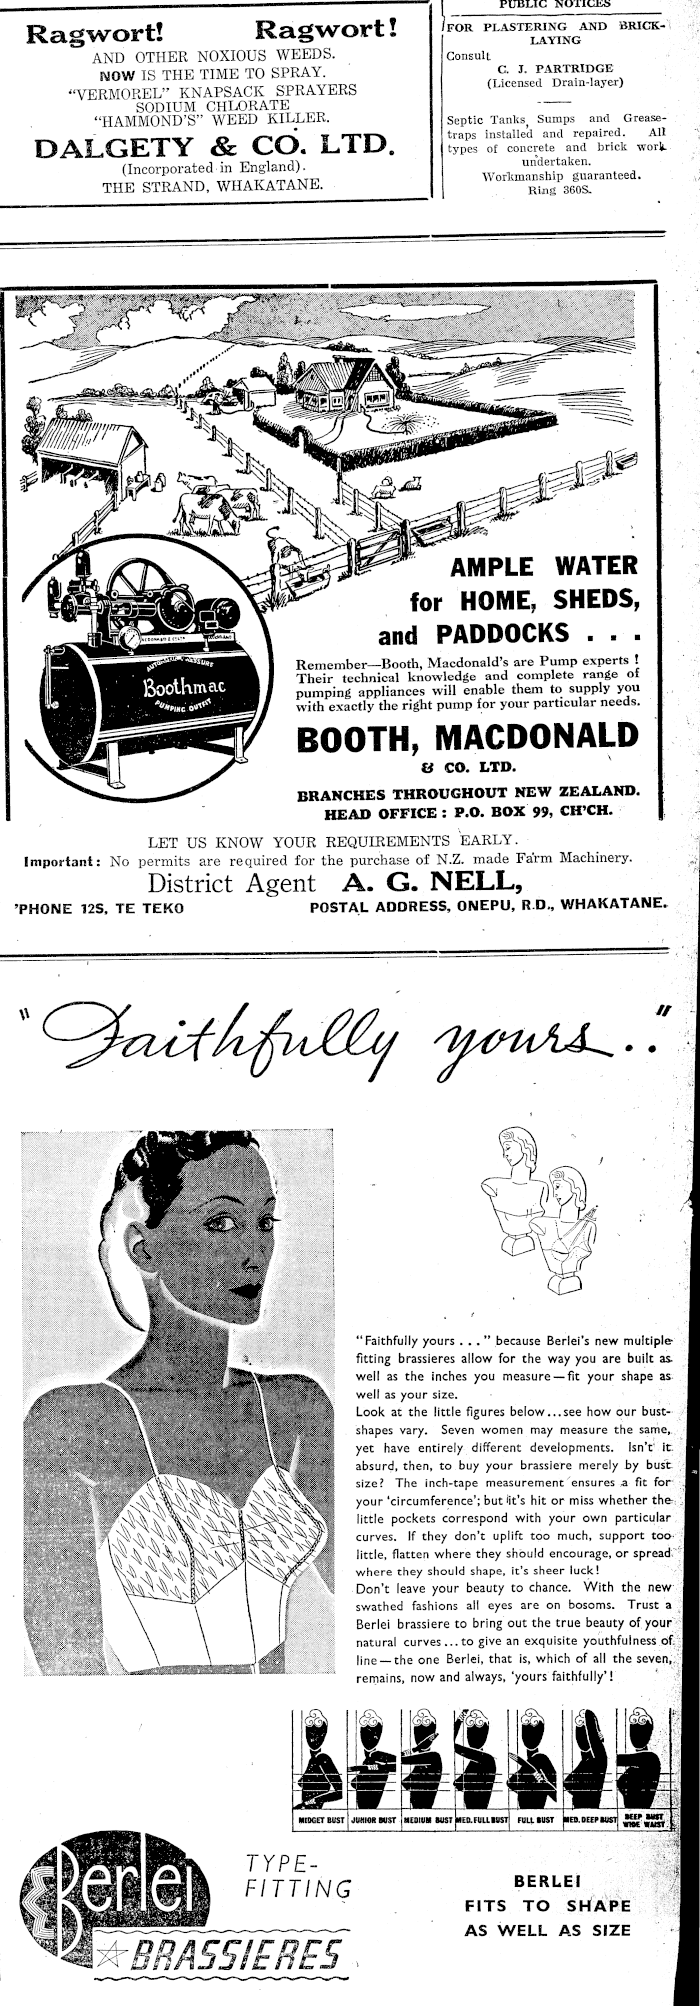 Ragwort! Ragwort!
AND OTHER NOXIOUS WEEDS.
NOW IS THE TIME TO SPRAY.
"VERMOREL" KNAPSACK SPRAYERS
SODIUM CHLORATE
"HAMMOND'S" WEED KILLER.
DALGETY & CO. LTD.
(Incorporated in England).
THE STRAND, WHAKATANE.
PUBLIC NOTICES
FOR PLASTERING AND BRICK-
LAYING
Consult
C. J. PARTRIDGE
(Licensed Drain-layer)
Septic Tanks, Sumps and Grease-
traps installed and repaired. All
types of concrete and brick work
undertaken.
Workmanship guaranteed.
Ring 360S.
AUTOMATIC PRESSURE
Boothmac
PUMPING OUTFIT
AMPLE WATER
for HOME, SHEDS,
and PADDOCKS . . .
Remember—Booth, Macdonald's are Pump experts !
Their technical knowledge and complete range of
pumping appliances will enable them to supply you
with exactly the right pump for your particular needs.
BOOTH, MACDONALD
& CO. LTD.
BRANCHES THROUGHOUT NEW ZEALAND.
HEAD OFFICE : P.O. BOX 99, CH'CH.
LET US KNOW YOUR REQUIREMENTS EARLY.
Important: No permits are required for the purchase of N.Z. made Farm Machinery.
District Agent A. G. NELL,
'PHONE 12S, TE TEKO POSTAL ADDRESS, ONEPU, R.D., WHAKATANE.
"Faithfully yours.."
"Faithfully yours . . ." because Berlei's new multiple
fitting brassieres allow for the way you are built as
well as the inches you measure—fit your shape as
well as your size.
Look at the little figures below...see how our bust-
shapes vary. Seven women may measure the same,
yet have entirely different developments. Isn't it
absurd, then, to buy your brassiere merely by bust
size? The inch-tape measurement ensures a fit for
your 'circumference'; but it's hit or miss whether the
little pockets correspond with your own particular
curves. If they don't uplift too much, support too
little, flatten where they should encourage, or spread
where they should shape, it's sheer luck!
Don't leave your beauty to chance. With the new
swathed fashions all eyes are on bosoms. Trust a
Berlei brassiere to bring out the true beauty of your
natural curves...to give an exquisite youthfulness of
line—the one Berlei, that is, which of all the seven,
remains, now and always, 'yours faithfully'!
MIDGET BUST JUNIOR BUST MEDIUM BUST MED. FULL BUST FULL BUST MED. DEEP BUST DEEP BUST
WIDE WAIST
Berlei
TYPE-
FITTING
BRASSIERES
BERLEI
FITS TO SHAPE
AS WELL AS SIZE